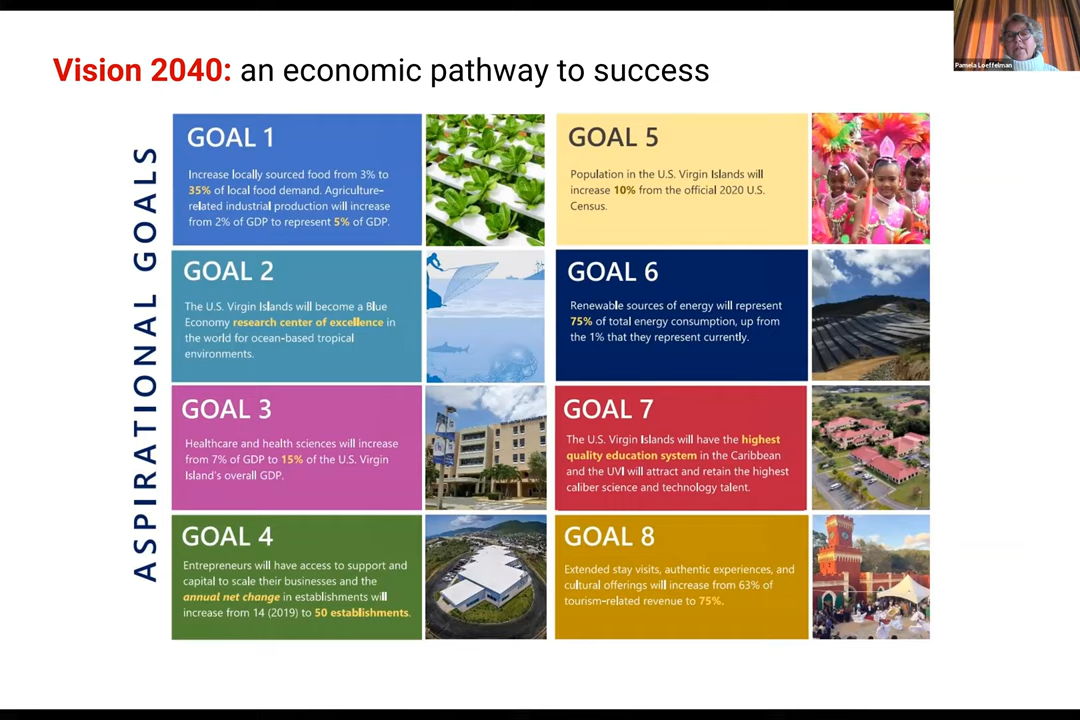 Vision 2040: an economic pathway to success
Pamela Loeffelman
ASPIRATIONAL GOALS
GOAL 1
Increase locally sourced food from 3% to
35% of local food demand. Agriculture-
related industrial production will increase
from 2% of GDP to represent 5% of GDP.
GOAL 2
The U.S. Virgin Islands will become a Blue
Economy research center of excellence in
the world for ocean-based tropical
environments.
GOAL 3
Healthcare and health sciences will increase
from 7% of GDP to 15% of the U.S. Virgin
Island's overall GDP.
GOAL 4
Entrepreneurs will have access to support and
capital to scale their businesses and the
annual net change in establishments will
increase from 14 (2019) to 50 establishments.
GOAL 5
Population in the U.S. Virgin Islands will
increase 10% from the official 2020 U.S.
Census.
GOAL 6
Renewable sources of energy will represent
75% of total energy consumption, up from
the 1% that they represent currently.
GOAL 7
The U.S. Virgin Islands will have the highest
quality education system in the Caribbean
and the UVI will attract and retain the highest
caliber science and technology talent.
GOAL 8
Extended stay visits, authentic experiences, and
cultural offerings will increase from 63% of
tourism-related revenue to 75%.